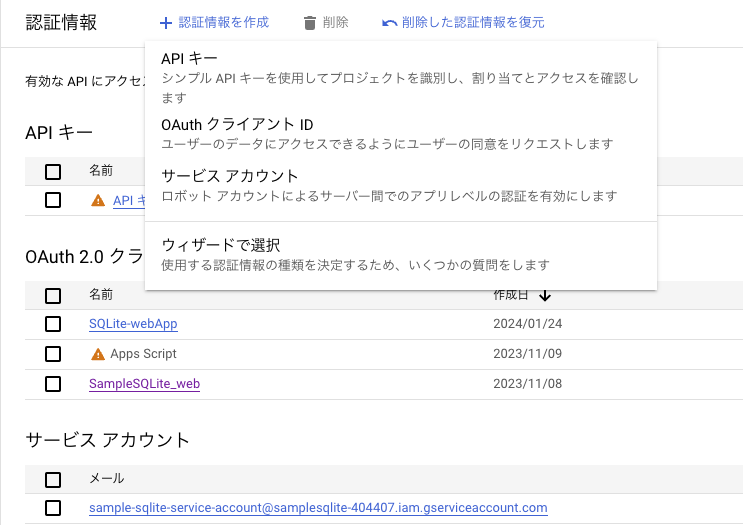 認証情報
認証情報を作成
削除
削除した認証情報を復元
有効な API にアクセ
API キー
シンプル API キーを使用してプロジェクトを識別し、割り当てとアクセスを確認し
ます
OAuth クライアント ID
ユーザーのデータにアクセスできるようにユーザーの同意をリクエストします
サービス アカウント
ロボット アカウントによるサーバー間でのアプリレベルの認証を有効にします
ウィザードで選択
使用する認証情報の種類を決定するため、いくつかの質問をします
API キー
名前
API キ
OAuth 2.0 クラ
名前
作成日
SQLite-webApp
2024/01/24
Apps Script
2023/11/09
SampleSQLite_web
2023/11/08
サービス アカウント
メール
sample-sqlite-service-account@samplesqlite-404407.iam.gserviceaccount.com